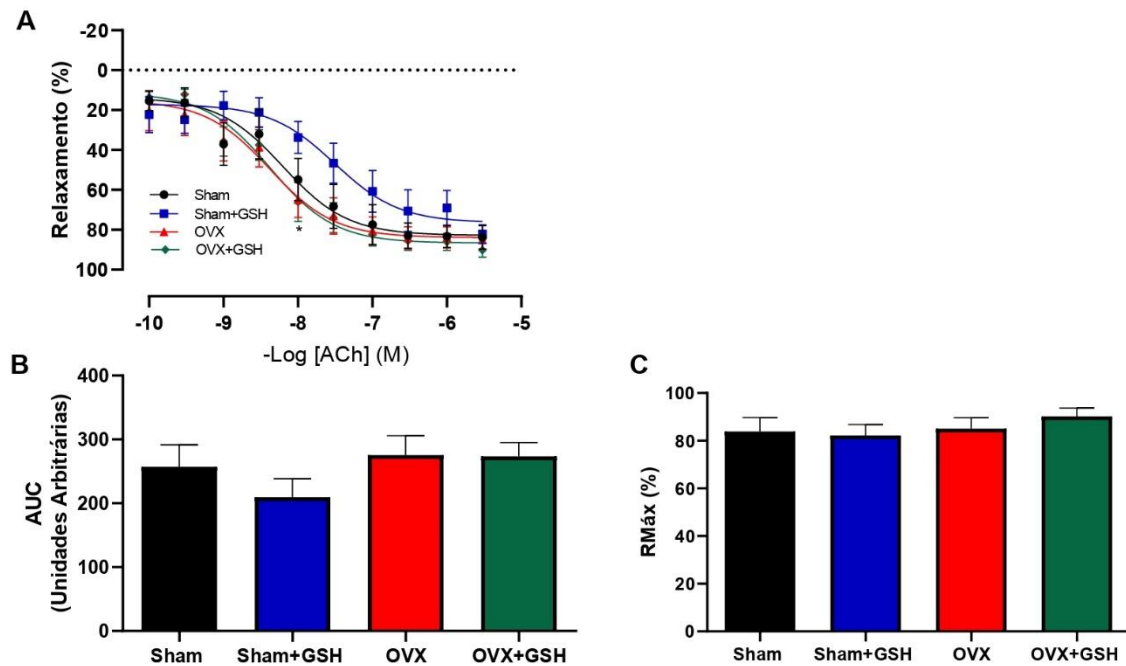 A
Relaxamento (%)
-20
0
20
40
60
80
100
Sham
Sham+GSH
OVX
OVX+GSH
*
-10 -9 -8 -7 -6 -5
-Log [ACh] (M)
B
AUC
(Unidades Arbitrárias)
400
300
200
100
0
Sham Sham+GSH OVX OVX+GSH
C
RMáx (%)
100
80
60
40
20
0
Sham Sham+GSH OVX OVX+GSH